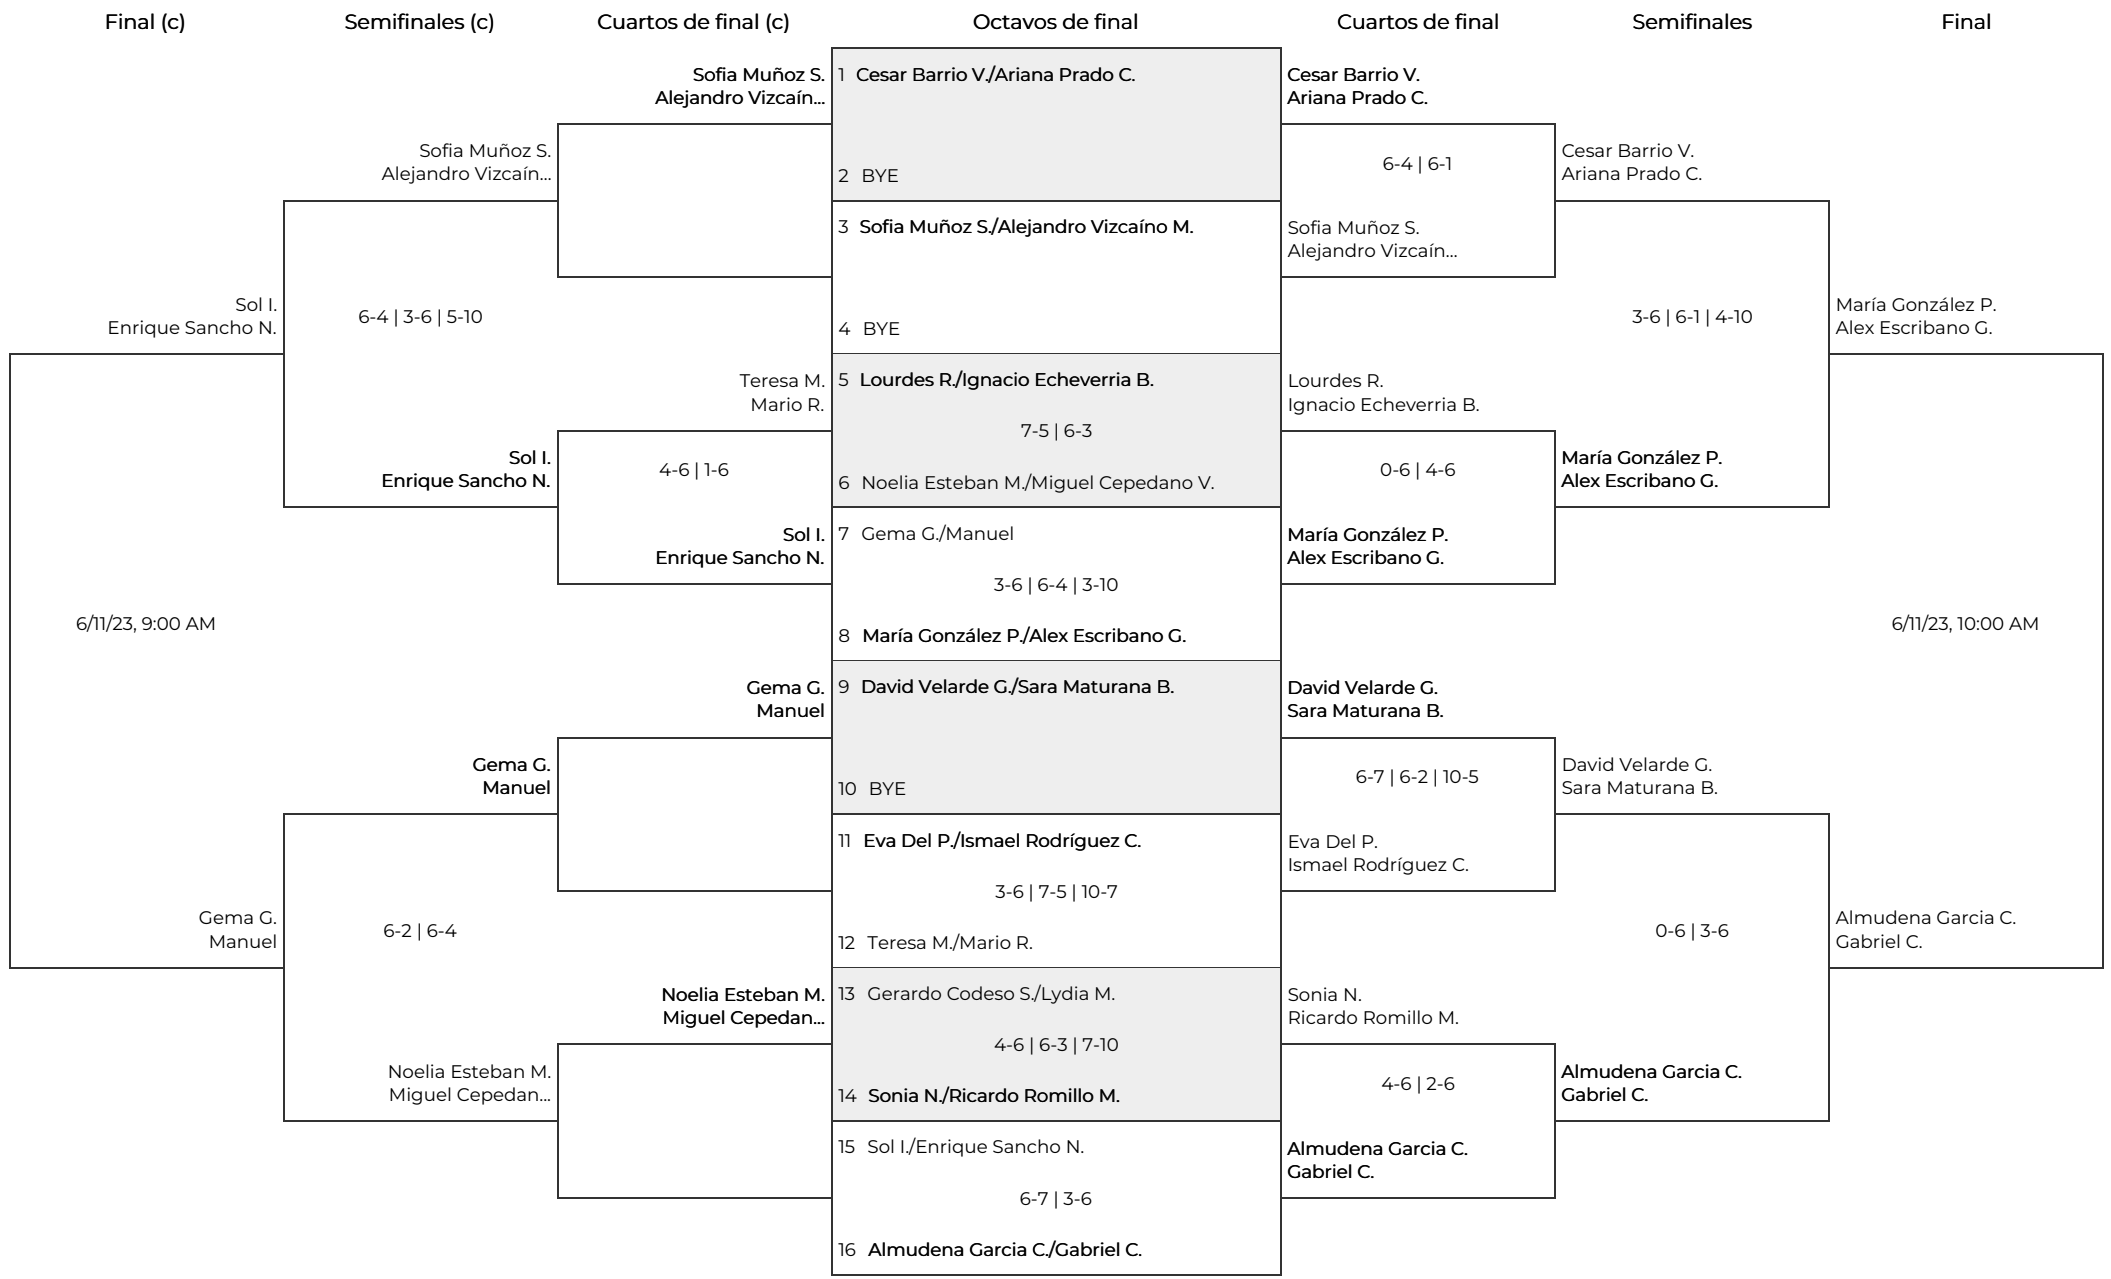 Final (c)
Semifinales (c)
Cuartos de final (c)
Octavos de final
Cuartos de final
Semifinales
Final
Sofia Muñoz S.
Alejandro Vizcaín...
Sofia Muñoz S.
Alejandro Vizcaín...
Sol I.
Enrique Sancho N.
6-4 | 3-6 | 5-10
Teresa M.
Mario R.
Sol I.
Enrique Sancho N.
4-6 | 1-6
Sol I.
Enrique Sancho N.
6/11/23, 9:00 AM
Gema G.
Manuel
Gema G.
Manuel
Gema G.
Manuel
6-2 | 6-4
Noelia Esteban M.
Miguel Cepedan...
Noelia Esteban M.
Miguel Cepedan...
1 Cesar Barrio V./Ariana Prado C.
2 BYE
3 Sofia Muñoz S./Alejandro Vizcaíno M.
4 BYE
5 Lourdes R./Ignacio Echeverria B.
7-5 | 6-3
6 Noelia Esteban M./Miguel Cepedano V.
7 Gema G./Manuel
3-6 | 6-4 | 3-10
8 María González P./Alex Escribano G.
9 David Velarde G./Sara Maturana B.
10 BYE
11 Eva Del P./Ismael Rodríguez C.
3-6 | 7-5 | 10-7
12 Teresa M./Mario R.
13 Gerardo Codeso S./Lydia M.
4-6 | 6-3 | 7-10
14 Sonia N./Ricardo Romillo M.
15 Sol I./Enrique Sancho N.
6-7 | 3-6
16 Almudena Garcia C./Gabriel C.
Cesar Barrio V.
Ariana Prado C.
6-4 | 6-1
Sofia Muñoz S.
Alejandro Vizcaín...
Lourdes R.
Ignacio Echeverria B.
0-6 | 4-6
María González P.
Alex Escribano G.
David Velarde G.
Sara Maturana B.
6-7 | 6-2 | 10-5
Eva Del P.
Ismael Rodríguez C.
Sonia N.
Ricardo Romillo M.
4-6 | 2-6
Almudena Garcia C.
Gabriel C.
Cesar Barrio V.
Ariana Prado C.
3-6 | 6-1 | 4-10
María González P.
Alex Escribano G.
David Velarde G.
Sara Maturana B.
0-6 | 3-6
Almudena Garcia C.
Gabriel C.
María González P.
Alex Escribano G.
6/11/23, 10:00 AM
Almudena Garcia C.
Gabriel C.